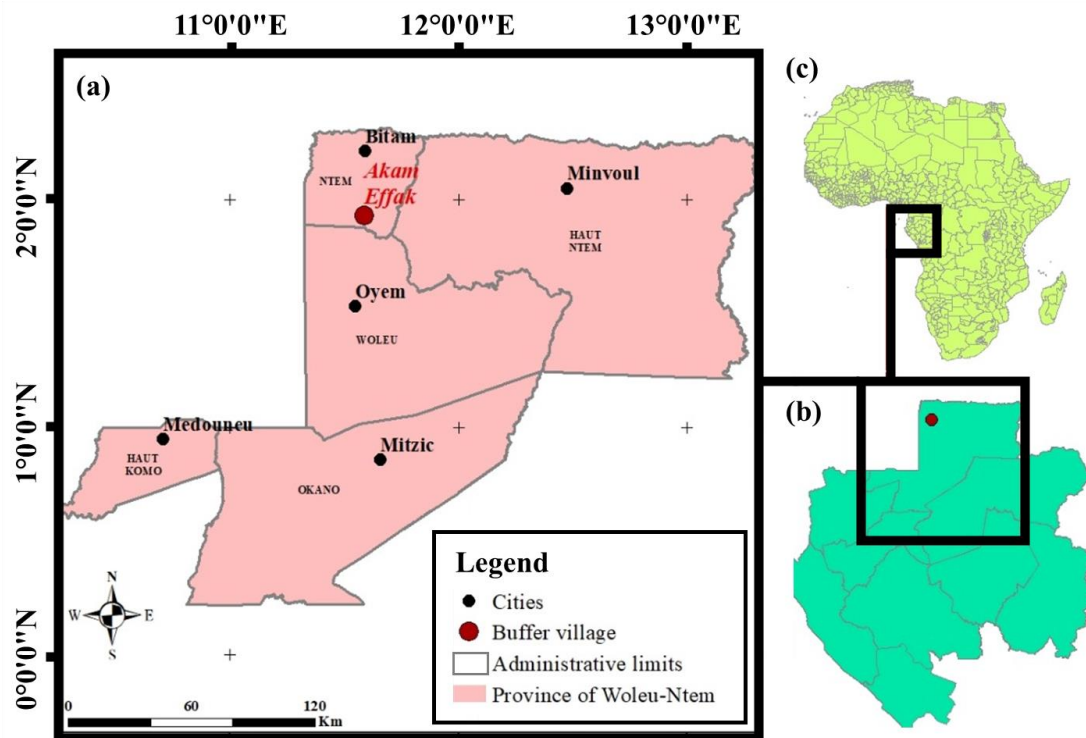 11°0'0"E 12°0'0"E 13°0'0"E
(a)
(c)
Bitam
NTEM
Akam
Effak
Minvoul
HAUT
NTEM
2°0'0"N
Oyem
WOLEU
Medouneu
HAUT
KOMO
Mitzic
OKANO
1°0'0"N
(b)
Legend
Cities
Buffer village
Administrative limits
Province of Woleu-Ntem
N
W E
S
0°0'0"N
0 60 120
Km